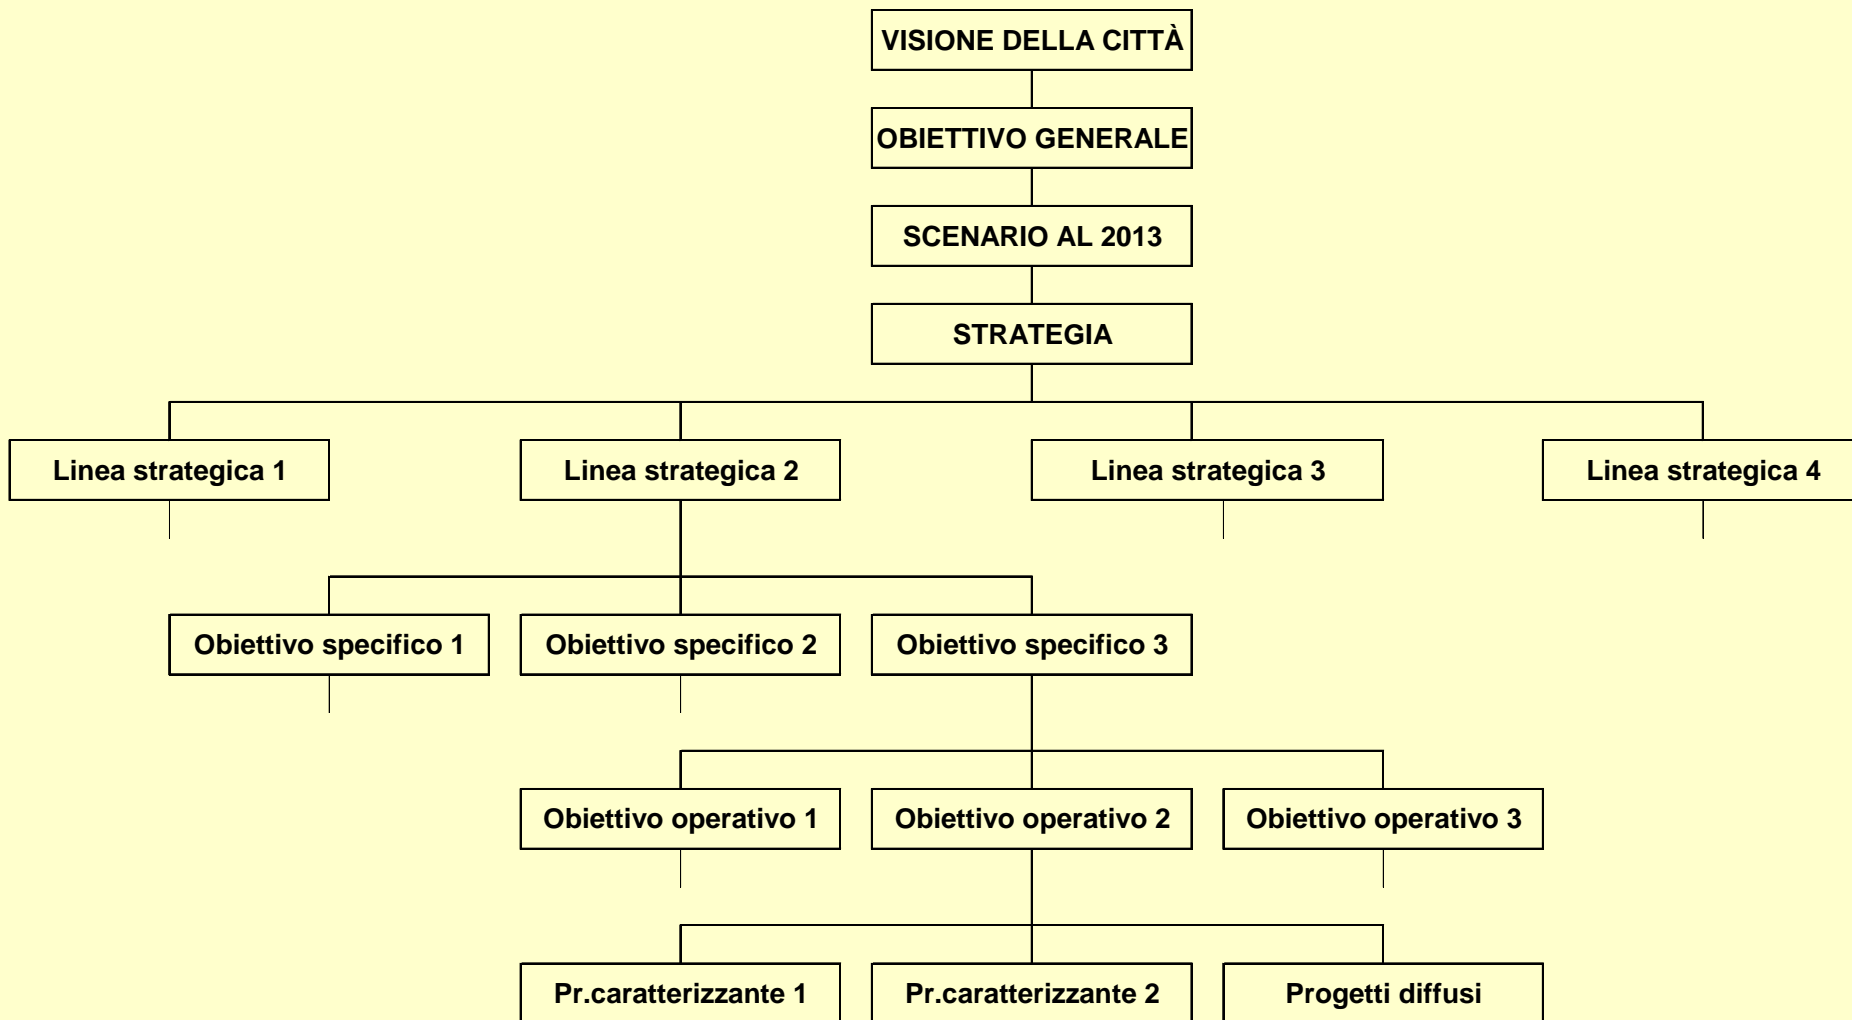 VISIONE DELLA CITTÀ
OBIETTIVO GENERALE
SCENARIO AL 2013
STRATEGIA
Linea strategica 1
Linea strategica 2
Linea strategica 3
Linea strategica 4
Obiettivo specifico 1
Obiettivo specifico 2
Obiettivo specifico 3
Obiettivo operativo 1
Obiettivo operativo 2
Obiettivo operativo 3
Pr.caratterizzante 1
Pr.caratterizzante 2
Progetti diffusi